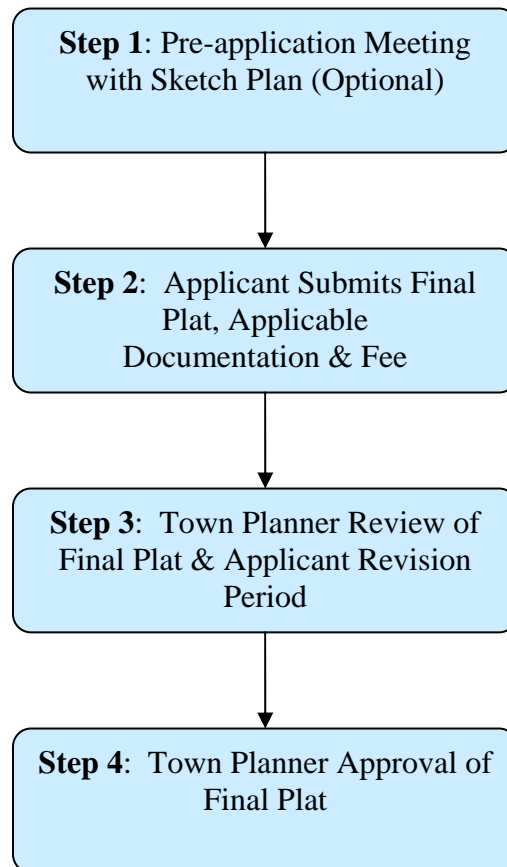 Step 1: Pre-application Meeting
with Sketch Plan (Optional)
Step 2: Applicant Submits Final
Plat, Applicable
Documentation & Fee
Step 3: Town Planner Review of
Final Plat & Applicant Revision
Period
Step 4: Town Planner Approval of
Final Plat